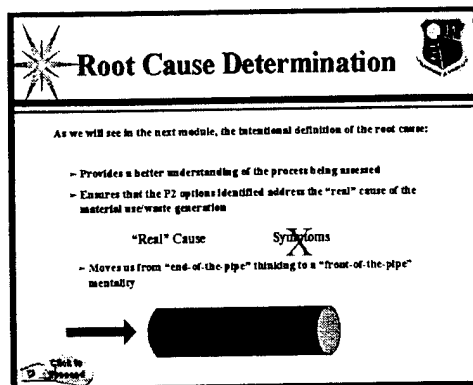 Root Cause Determination
As we will see in the next module, the intentional definition of the root cause:
– Provides a better understanding of the process being assessed
– Ensures that the P2 options identified address the “real” cause of the
material use/waste generation
“Real” Cause Symptoms
– Moves us from “end-of-the-pipe” thinking to a “front-of-the-pipe”
mentality
Click to
Proceed